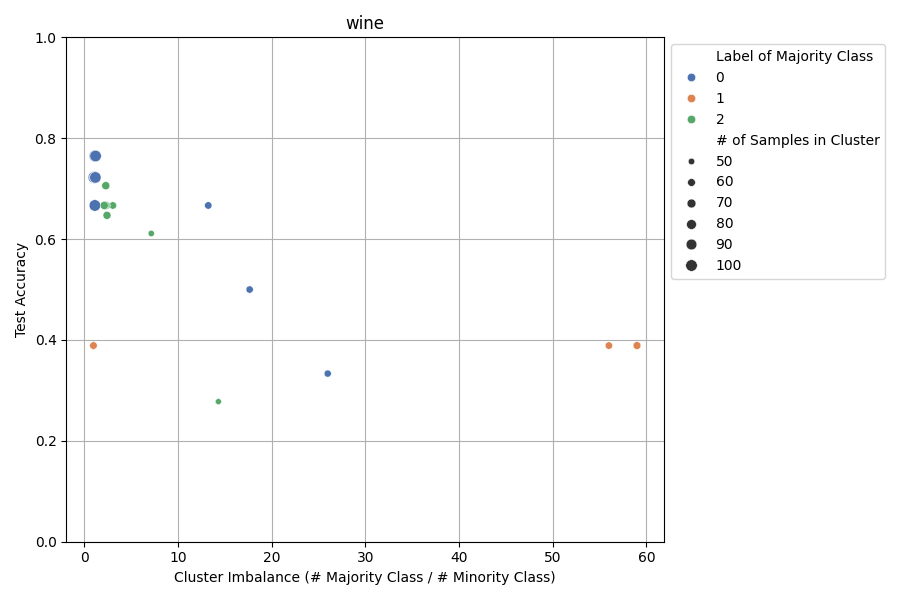 wine
1.0
0.8
0.6
0.4
0.2
0.0
Test Accuracy
0 10 20 30 40 50 60
Cluster Imbalance (# Majority Class / # Minority Class)
Label of Majority Class
0
1
2
# of Samples in Cluster
50
60
70
80
90
100